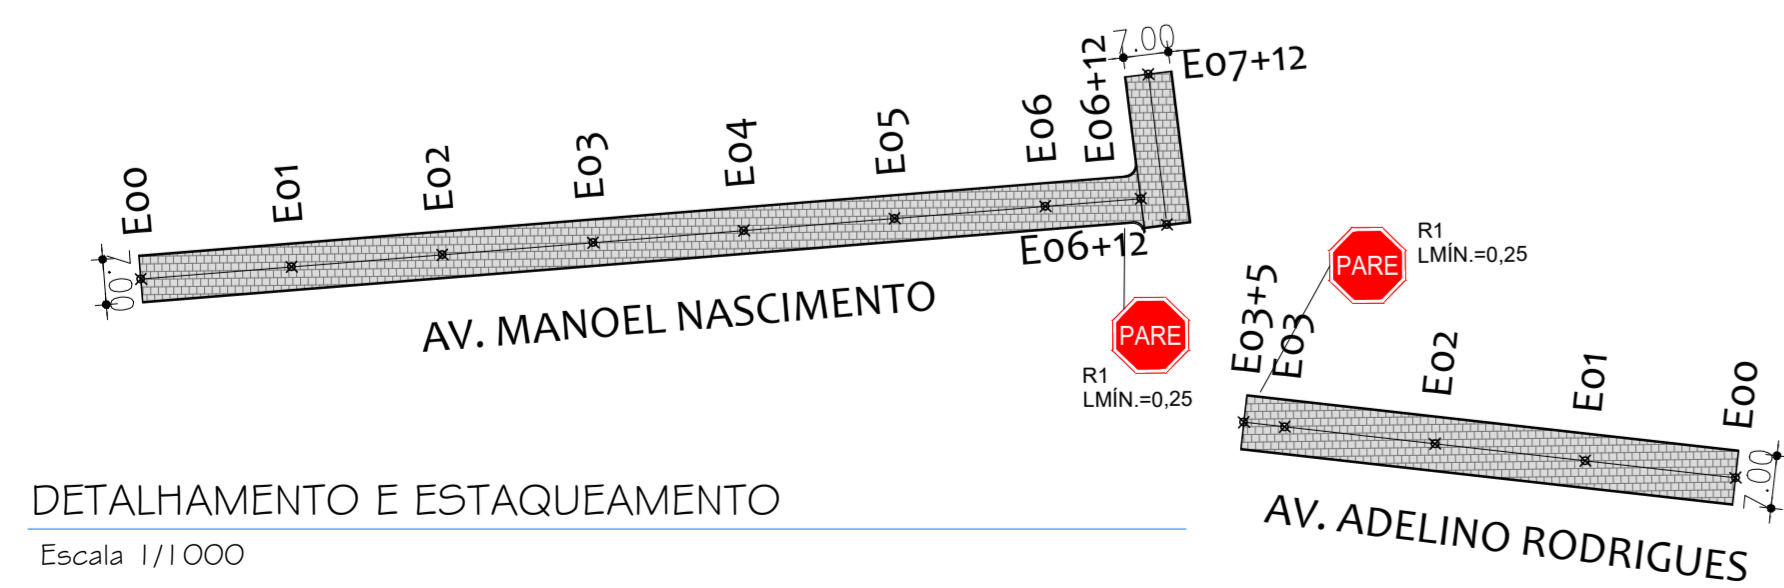 7.00
E00
E01
E02
E03
E04
E05
E06
E06+12
7.00
E07+12
E06+12
AV. MANOEL NASCIMENTO
PARE
R1
LMÍN.=0,25
PARE
R1
LMÍN.=0,25
E03+5
E03
E02
E01
E00
7.00
AV. ADELINO RODRIGUES
DETALHAMENTO E ESTAQUEAMENTO
Escala 1/1000